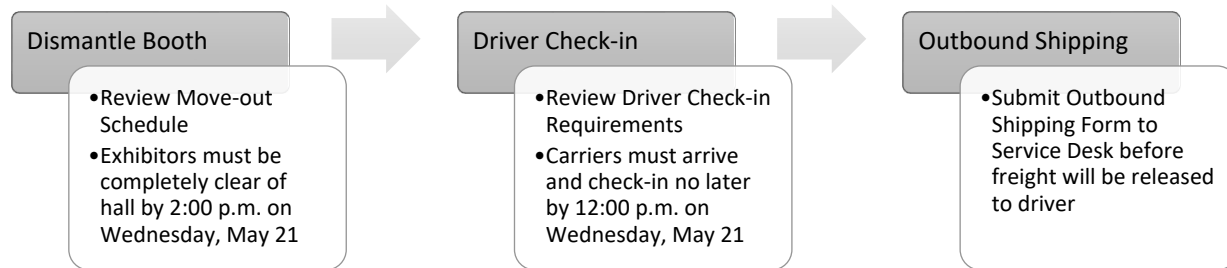 Dismantle Booth
•Review Move-out
Schedule
•Exhibitors must be
completely clear of
hall by 2:00 p.m. on
Wednesday, May 21
Driver Check-in
•Review Driver Check-in
Requirements
•Carriers must arrive
and check-in no later
by 12:00 p.m. on
Wednesday, May 21
Outbound Shipping
•Submit Outbound
Shipping Form to
Service Desk before
freight will be released
to driver